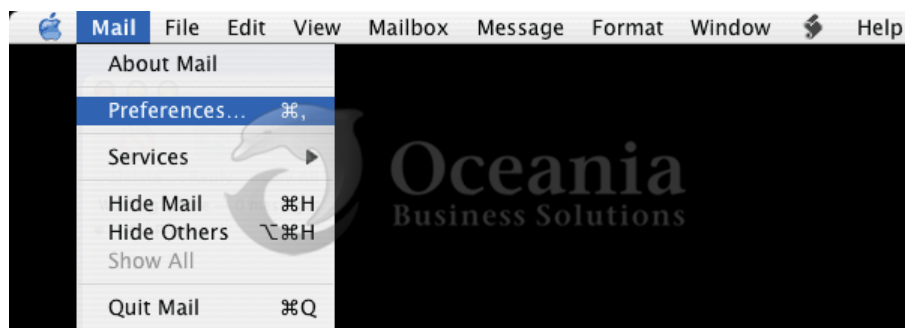 Mail File Edit View Mailbox Message Format Window Help
About Mail
Preferences... ⌘,
Services
Hide Mail ⌘H
Hide Others ⌥⌘H
Show All
Quit Mail ⌘Q
Oceania
Business Solutions